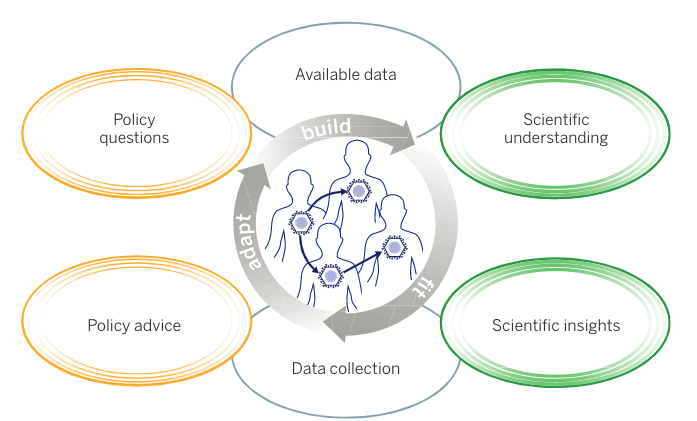 Available data
Policy
questions
Scientific
understanding
build
adapt
fit
Policy advice
Scientific insights
Data collection